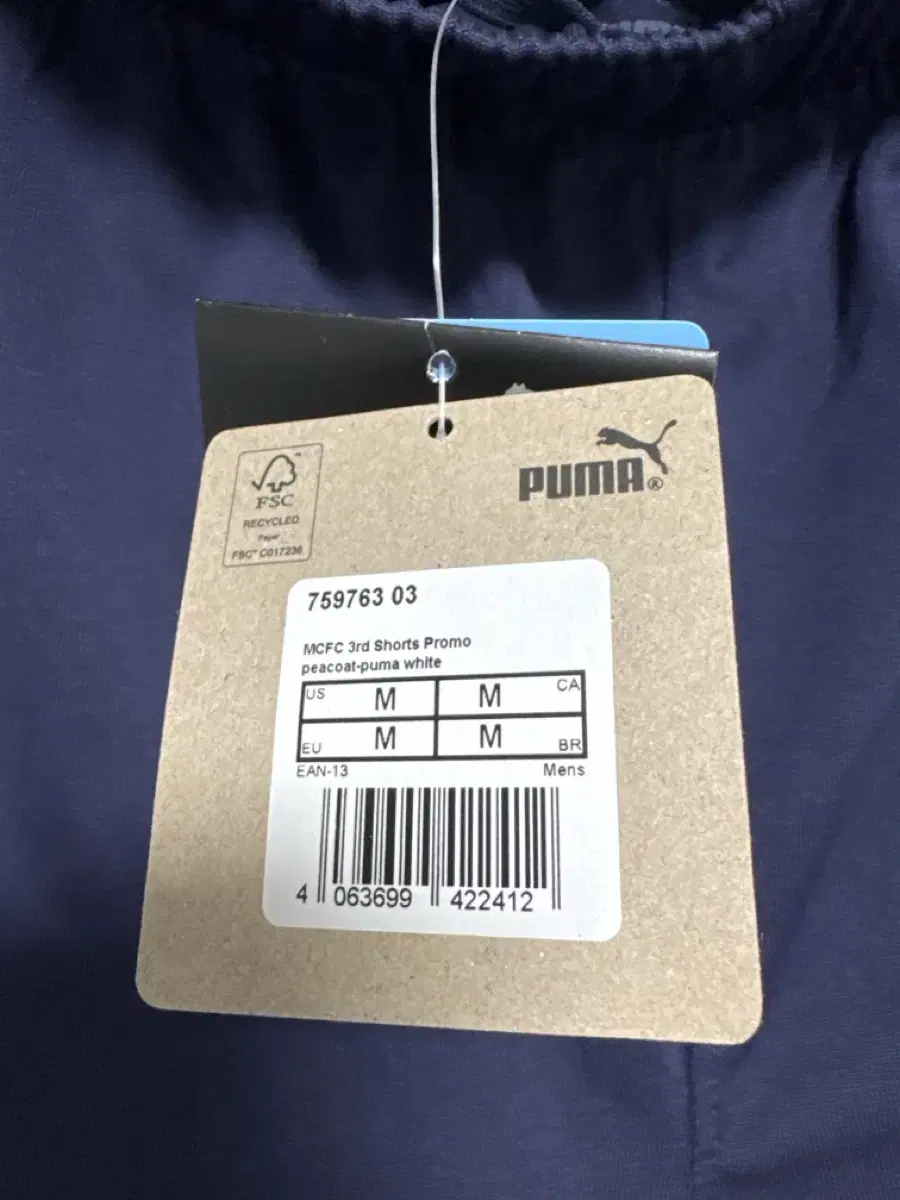 FSC™
RECYCLED
Paper
FSC® C017236
PUMA®
759763 03
MCFC 3rd Shorts Promo
peacoat-puma white
US M M CA
EU M M BR
EAN-13 Mens
4 063699 422412